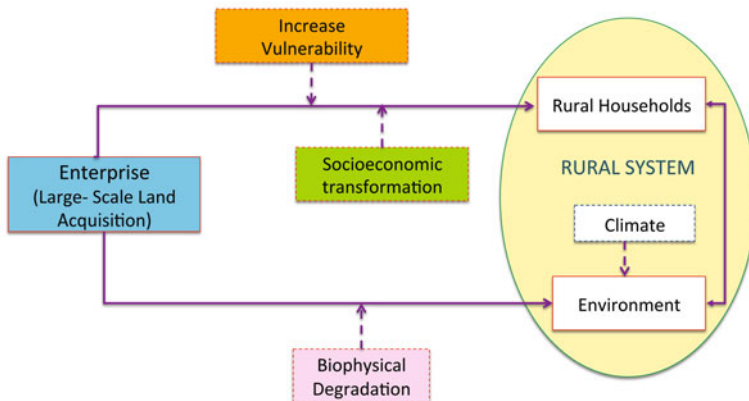 Increase
Vulnerability
Rural Households
Enterprise
(Large- Scale Land
Acquisition)
Socioeconomic
transformation
RURAL SYSTEM
Climate
Environment
Biophysical
Degradation